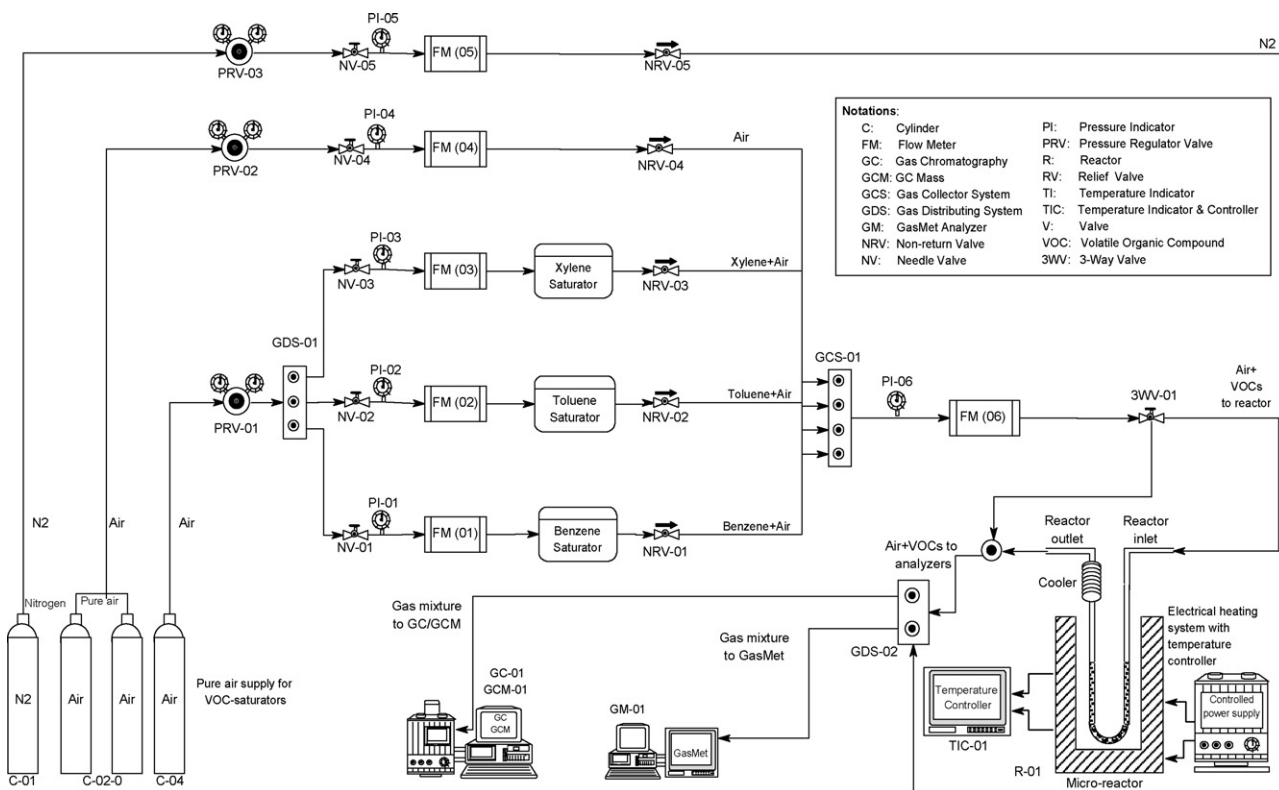 PI-05
FM (05)
N2
PRV-03
NV-05
NRV-05
PI-04
FM (04)
Air
PRV-02
NV-04
NRV-04
Notations:
C: Cylinder
FM: Flow Meter
GC: Gas Chromatography
GCM: GC Mass
GCS: Gas Collector System
GDS: Gas Distributing System
GM: GasMet Analyzer
NRV: Non-return Valve
NV: Needle Valve
PI: Pressure Indicator
PRV: Pressure Regulator Valve
R: Reactor
RV: Relief Valve
TI: Temperature Indicator
TIC: Temperature Indicator & Controller
V: Valve
VOC: Volatile Organic Compound
3WV: 3-Way Valve
PI-03
FM (03)
Xylene
Saturator
Xylene+Air
NV-03
NRV-03
GDS-01
GCS-01
PI-02
FM (02)
Toluene
Saturator
Toluene+Air
PRV-01
NV-02
NRV-02
PI-06
FM (06)
3WV-01
Air+
VOCs
to reactor
PI-01
FM (01)
Benzene
Saturator
Benzene+Air
NV-01
NRV-01
N2
Air
Air
Reactor
outlet
Reactor
inlet
Air+VOCs to
analyzers
Cooler
Nitrogen
Pure air
Gas mixture
to GC/GCM
Gas mixture
to GasMet
GDS-02
Electrical heating
system with
temperature
controller
Pure air supply for
VOC-saturators
N2
Air
Air
Air
C-01
C-02-0
C-04
GC-01
GCM-01
GC
GCM
GM-01
GasMet
Temperature
Controller
TIC-01
Controlled
power supply
R-01
Micro-reactor